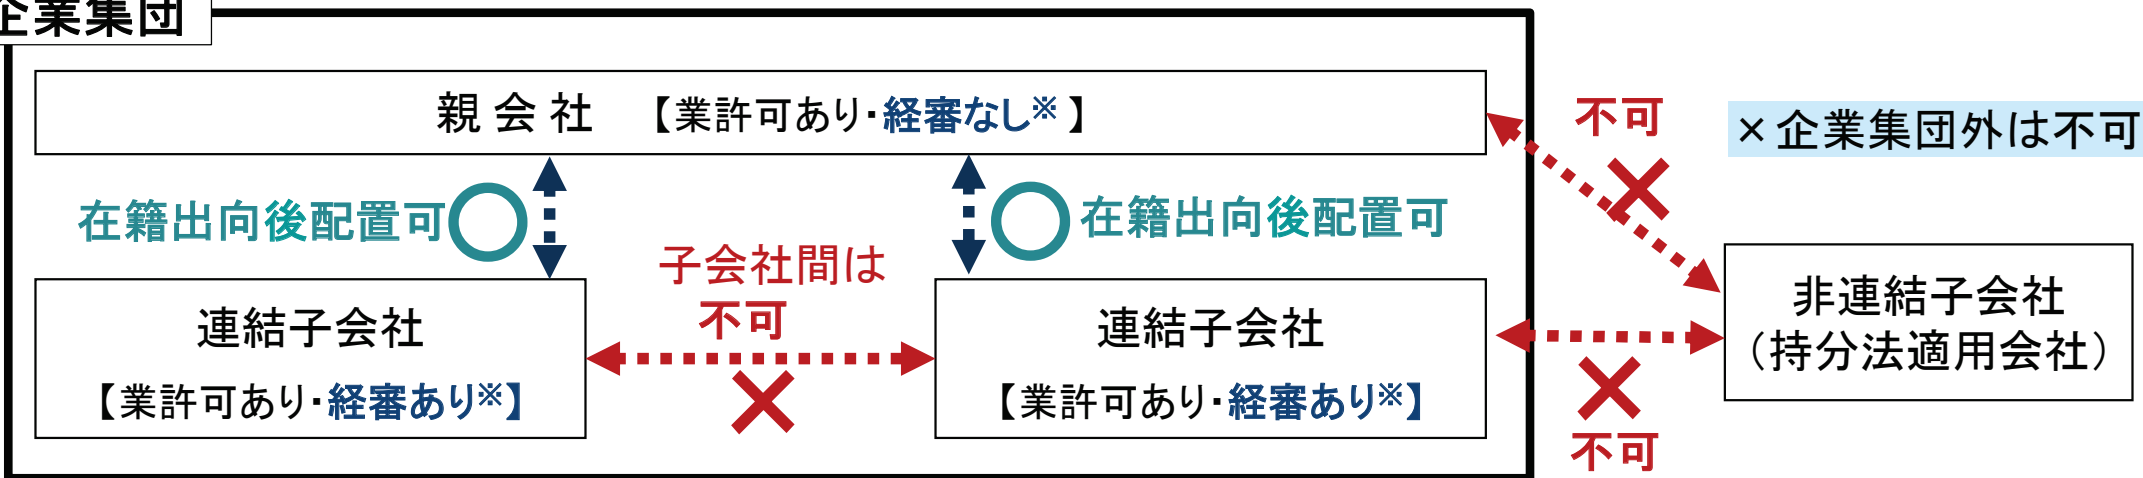 企業集団
親会社 【業許可あり・経審なし※】
不可
×企業集団外は不可
在籍出向後配置可
在籍出向後配置可
子会社間は
不可
連結子会社
【業許可あり・経審あり※】
連結子会社
【業許可あり・経審あり※】
非連結子会社
（持分法適用会社）
不可